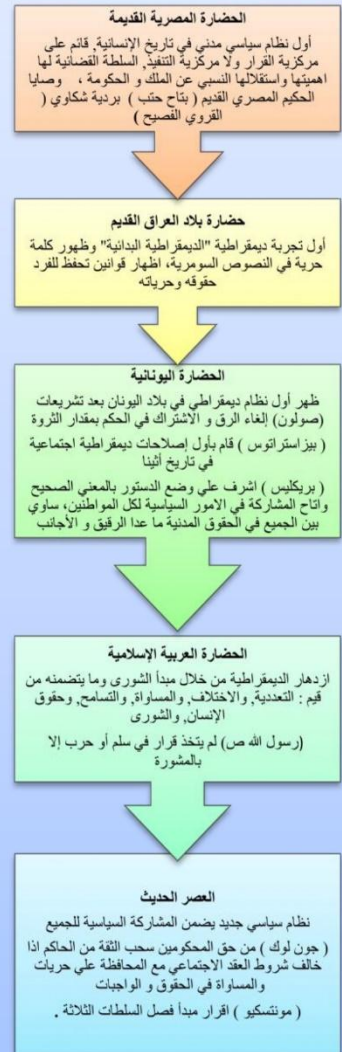 الحضارة المصرية القديمة
أول نظام سياسي مدني في تاريخ الإنسانية, قائم على
مركزية القرار ولا مركزية التنفيذ, السلطة القضائية لها
اهميتها واستقلالها النسبي عن الملك و الحكومة ، وصايا
الحكيم المصري القديم ( بتاح حتب ) بردية شكاوي (
القروي الفصيح )
حضارة بلاد العراق القديم
أول تجربة ديمقراطية "الديمقراطية البدائية" وظهور كلمة
حرية في النصوص السومرية، اظهار قوانين تحفظ للفرد
حقوقه وحرياته
الحضارة اليونانية
ظهر أول نظام ديمقراطي في بلاد اليونان بعد تشريعات
(صولون) إلغاء الرق و الاشتراك في الحكم بمقدار الثروة
( بيزاستراتوس ) قام بأول إصلاحات ديمقراطية اجتماعية
في تاريخ أثينا
( بريكليس ) اشرف علي وضع الدستور بالمعني الصحيح
واتاح المشاركة في الامور السياسية لكل المواطنين، ساوي
بين الجميع في الحقوق المدنية ما عدا الرقيق و الأجانب
الحضارة العربية الإسلامية
ازدهار الديمقراطية من خلال مبدأ الشورى وما يتضمنه من
قيم : التعددية, والاختلاف, والمساواة, والتسامح, وحقوق
الإنسان, والشورى
(رسول الله ص) لم يتخذ قرار في سلم أو حرب إلا
بالمشورة
العصر الحديث
نظام سياسي جديد يضمن المشاركة السياسية للجميع
( جون لوك ) من حق المحكومين سحب الثقة من الحاكم اذا
خالف شروط العقد الاجتماعي مع المحافظة علي حريات
والمساواة في الحقوق و الواجبات
( مونتسكيو ) اقرار مبدأ فصل السلطات الثلاثة .